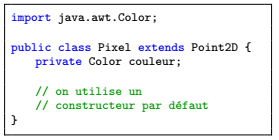 import java.awt.Color;
public class Pixel extends Point2D {
    private Color couleur;
    // on utilise un
    // constructeur par défaut
}